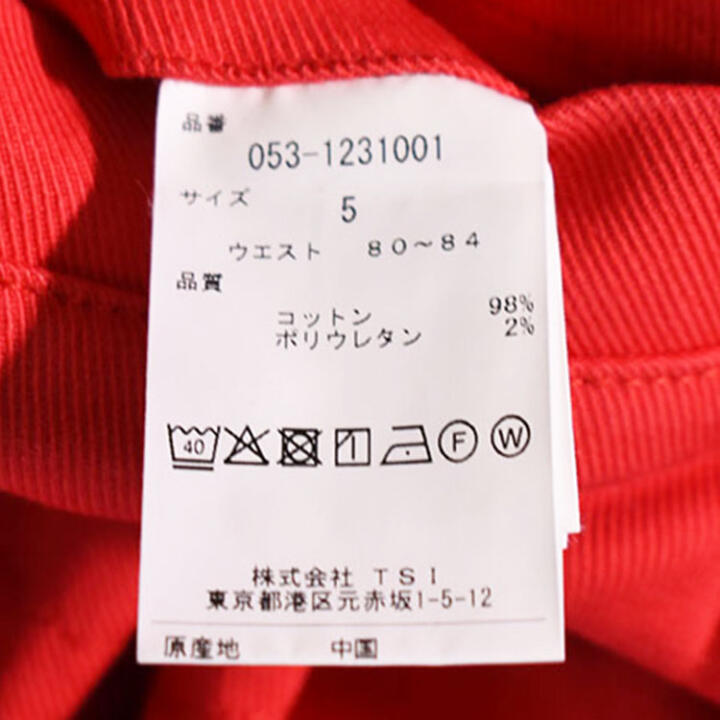 品番
053-1231001
サイズ
5
ウエスト 80～84
品質
コットン 98%
ポリウレタン 2%
40 F W
株式会社 TSI
東京都港区元赤坂1-5-12
原産地 中国